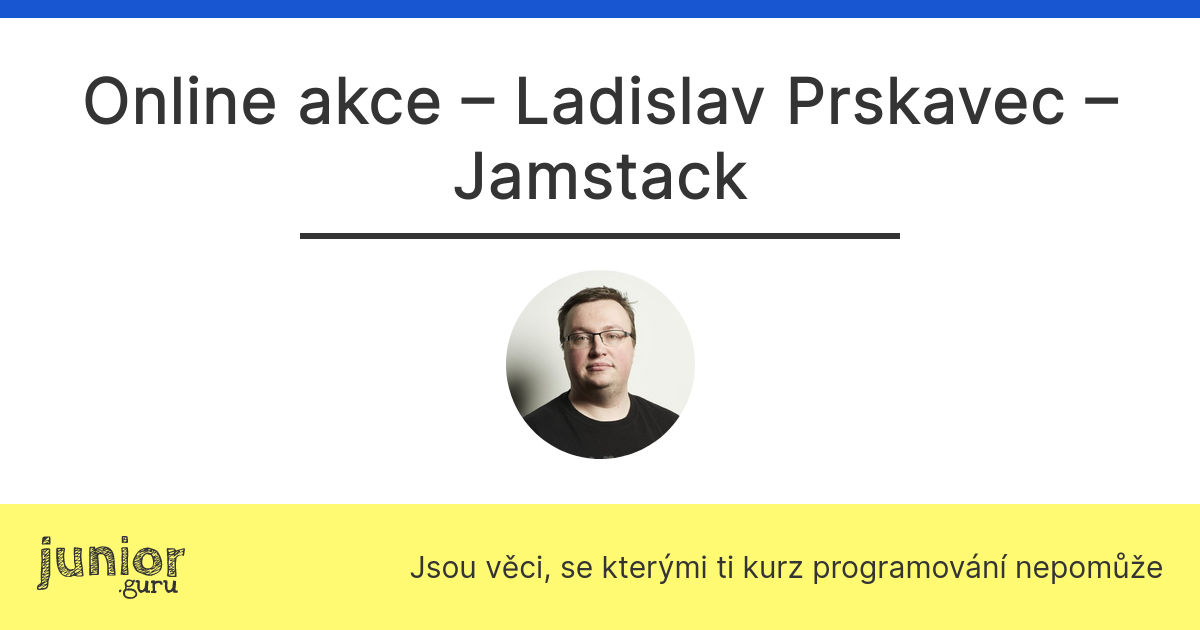 Online akce – Ladislav Prskavec –
Jamstack
junior
.guru
Jsou věci, se kterými ti kurz programování nepomůže